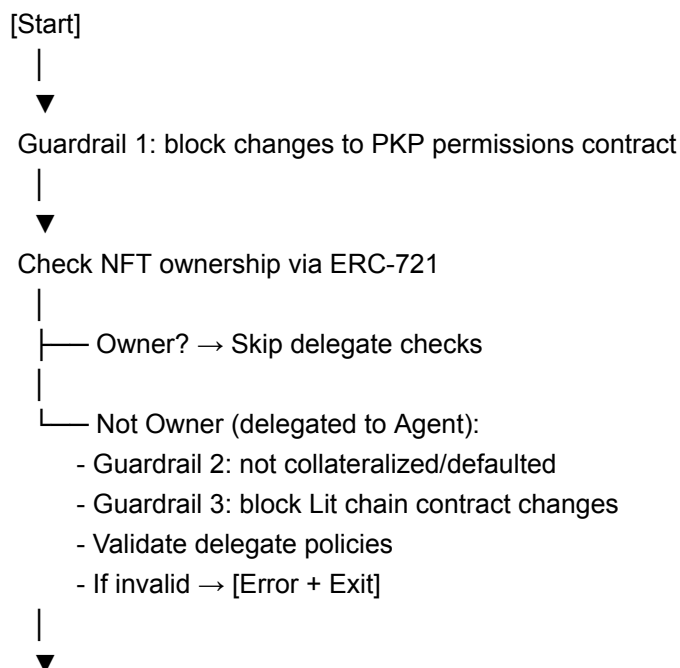 [Start]
│
▼
Guardrail 1: block changes to PKP permissions contract
│
▼
Check NFT ownership via ERC-721
│
├── Owner? → Skip delegate checks
│
└── Not Owner (delegated to Agent):
- Guardrail 2: not collateralized/defaulted
- Guardrail 3: block Lit chain contract changes
- Validate delegate policies
- If invalid → [Error + Exit]
│
▼